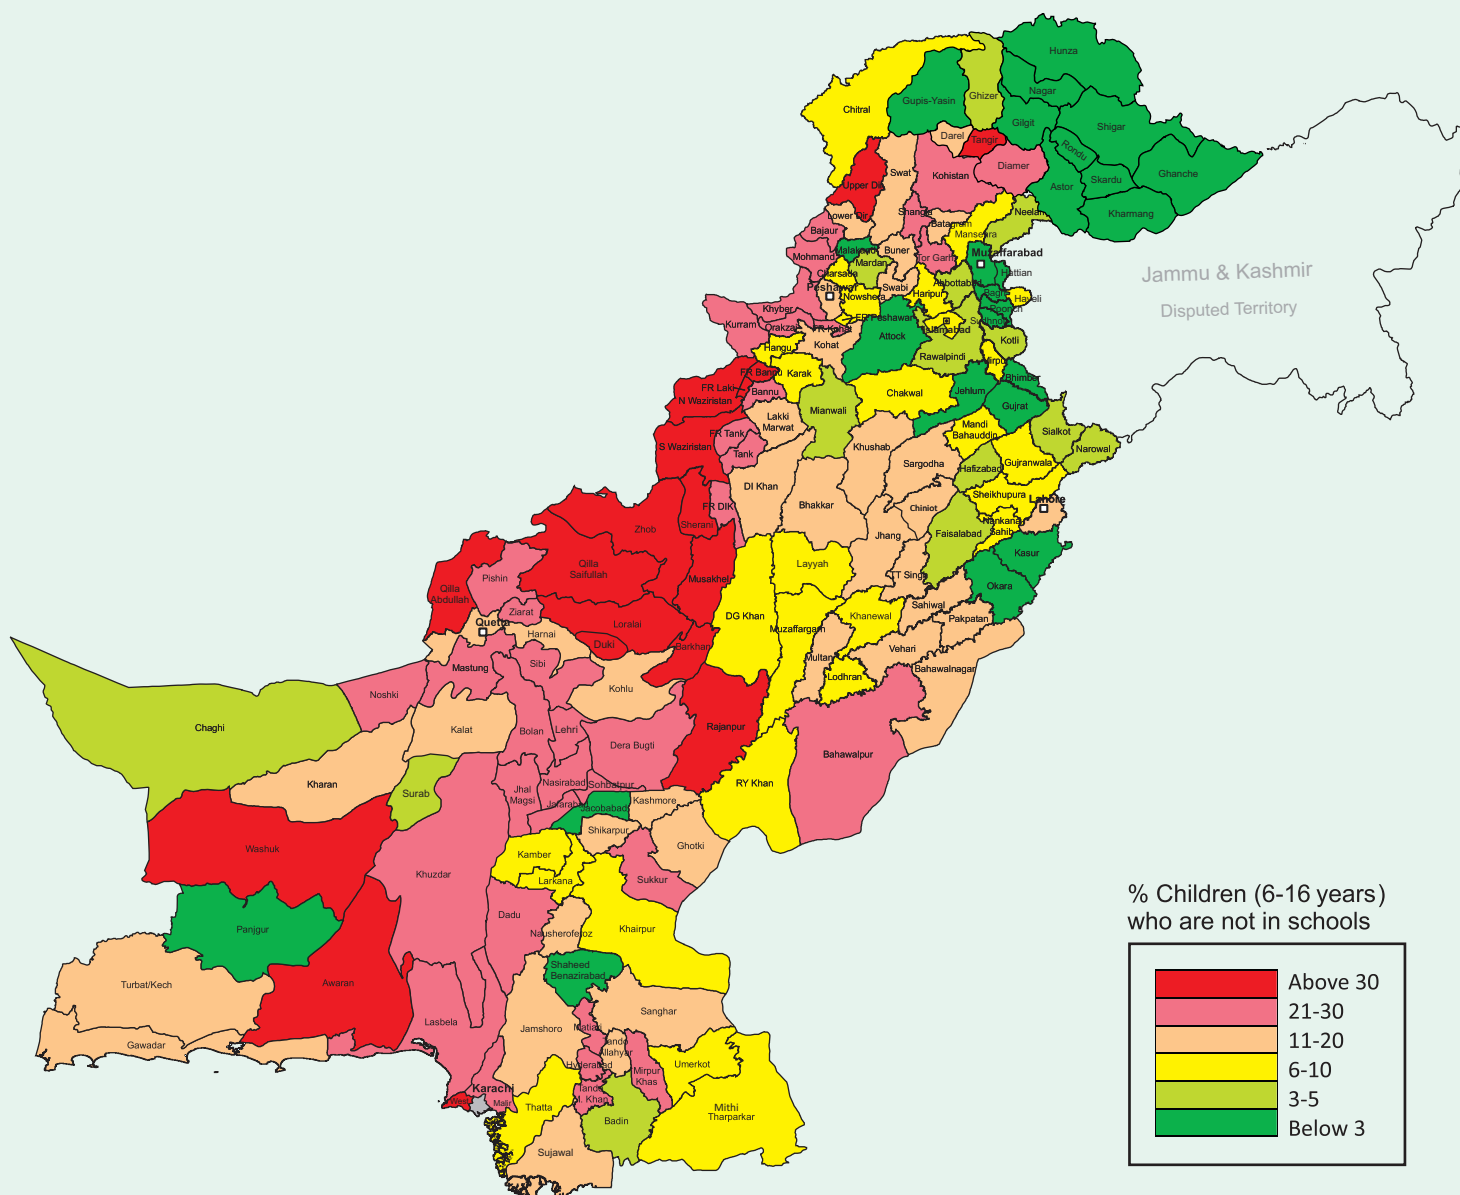 Hunza
Nagar
Ghizer
Gupis-Yasin
Chitral
Gilgit
Shigar
Darel
Tangir
Rondu
Diamer
Ghanche
Swat
Kohistan
Skardu
Astor
Upper Dir
Kharmang
Lower Dir
Shangla
Neelam
Batagram
Bajaur
Mansehra
Malakand
Buner
Muzaffarabad
Mohmand
Tor Garh
Mardan
Charsada
Hattian
Jammu & Kashmir
Abbottabad
Peshawar
Swabi
Haripur
Bagh
Haveli
Nowshera
Poonch
Disputed Territory
Khyber
FR Peshawar
Sudhnoti
Kurram
Orakzai
FR Kohat
Islamabad
Attock
Kotli
Hangu
Kohat
Rawalpindi
Mirpur
FR Bannu
Karak
Bhimber
FR Laki
Bannu
Chakwal
Jehlum
N Waziristan
Gujrat
Mianwali
Lakki
Marwat
Mandi
Bahauddin
FR Tank
Sialkot
S Waziristan
Khushab
Narowal
Tank
Sargodha
Gujranwala
Hafizabad
DI Khan
Sheikhupura
Lahore
FR DIK
Bhakkar
Chiniot
Nankana
Sahib
Zhob
Sherani
Jhang
Faisalabad
Kasur
Qilla
Saifullah
Layyah
Pishin
Musakhel
TT Singh
Okara
Qilla
Abdullah
Sahiwal
Ziarat
DG Khan
Khanewal
Pakpatan
Quetta
Loralai
Muzaffargarh
Harnai
Duki
Barkhan
Vehari
Multan
Mastung
Sibi
Bahawalnagar
Lodhran
Noshki
Kohlu
Chaghi
Kalat
Bolan
Lehri
Rajanpur
Dera Bugti
Bahawalpur
Kharan
Nasirabad
Sohbatpur
RY Khan
Surab
Jhal
Magsi
Jafarabad
Jacobabad
Kashmore
Shikarpur
Washuk
Ghotki
Kamber
Khuzdar
Larkana
Sukkur
Dadu
Panjgur
Nausheroferoz
Khairpur
Shaheed
Benazirabad
Turbat/Kech
Awaran
Sanghar
Lasbela
Jamshoro
Matiari
Gawadar
Tando
Allahyar
Hyderabad
Mirpur
Khas
Umerkot
Karachi
West
Malir
Tando
M. Khan
Thatta
Mithi
Tharparkar
Badin
Sujawal
% Children (6-16 years)
who are not in schools
Above 30
21-30
11-20
6-10
3-5
Below 3